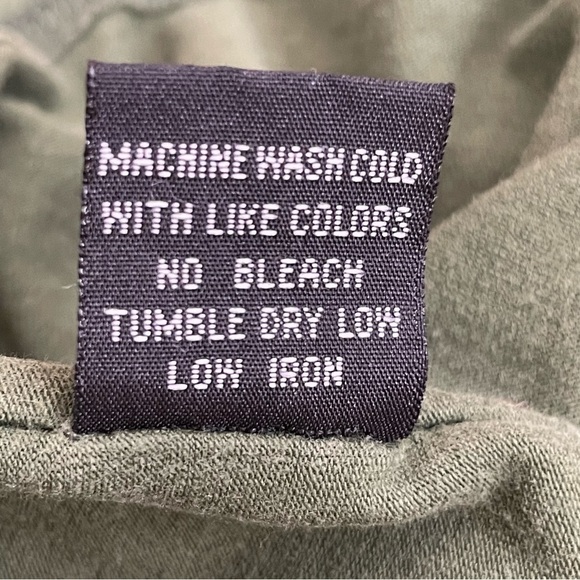 MACHINE WASH COLD
WITH LIKE COLORS
NO BLEACH
TUMBLE DRY LOW
LOW IRON